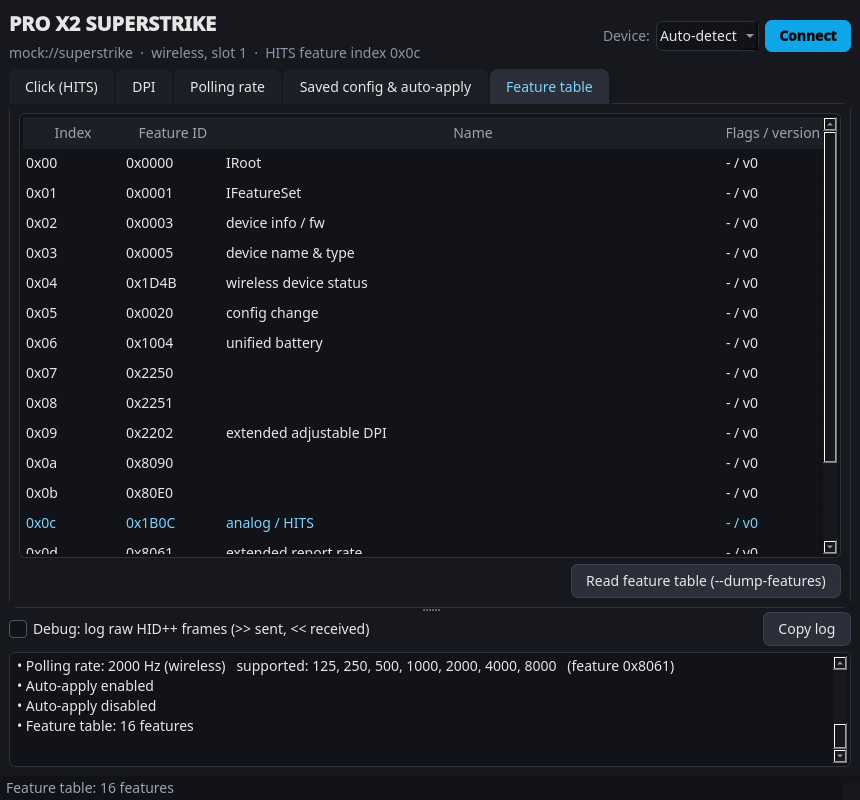 PRO X2 SUPERSTRIKE
mock://superstrike · wireless, slot 1 · HITS feature index 0x0c
Device: Auto-detect Connect
Click (HITS) DPI Polling rate Saved config & auto-apply Feature table
Index Feature ID Name Flags / version
0x00 0x0000 IRoot - / v0
0x01 0x0001 IFeatureSet - / v0
0x02 0x0003 device info / fw - / v0
0x03 0x0005 device name & type - / v0
0x04 0x1D4B wireless device status - / v0
0x05 0x0020 config change - / v0
0x06 0x1004 unified battery - / v0
0x07 0x2250 - / v0
0x08 0x2251 - / v0
0x09 0x2202 extended adjustable DPI - / v0
0x0a 0x8090 - / v0
0x0b 0x80E0 - / v0
0x0c 0x1B0C analog / HITS - / v0
0x0d 0x8061 extended report rate - / v0
Read feature table (--dump-features)
Debug: log raw HID++ frames (>> sent, << received) Copy log
• Polling rate: 2000 Hz (wireless) supported: 125, 250, 500, 1000, 2000, 4000, 8000 (feature 0x8061)
• Auto-apply enabled
• Auto-apply disabled
• Feature table: 16 features
Feature table: 16 features